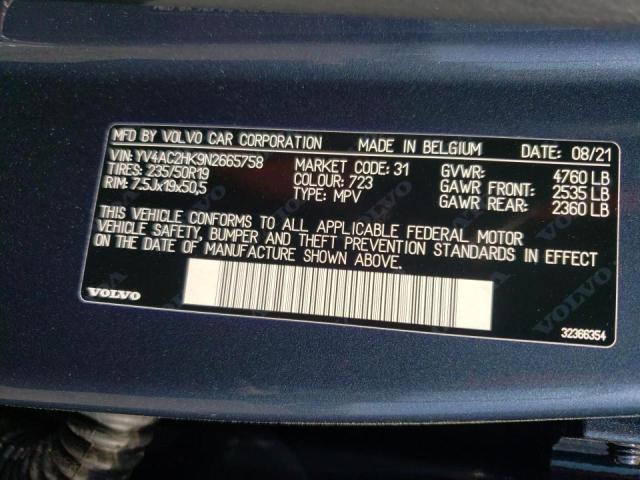 MFD BY VOLVO CAR CORPORATION MADE IN BELGIUM DATE: 08/21
VIN: YV4AC2HK9N2665758 MARKET CODE: 31 GVWR: 4760 LB
TIRES: 235/50R19 COLOUR: 723 GAWR FRONT: 2535 LB
RIM: 7.5Jx19x50,5 TYPE: MPV GAWR REAR: 2360 LB
THIS VEHICLE CONFORMS TO ALL APPLICABLE FEDERAL MOTOR
VEHICLE SAFETY, BUMPER AND THEFT PREVENTION STANDARDS IN EFFECT
ON THE DATE OF MANUFACTURE SHOWN ABOVE.
VOLVO
32366354